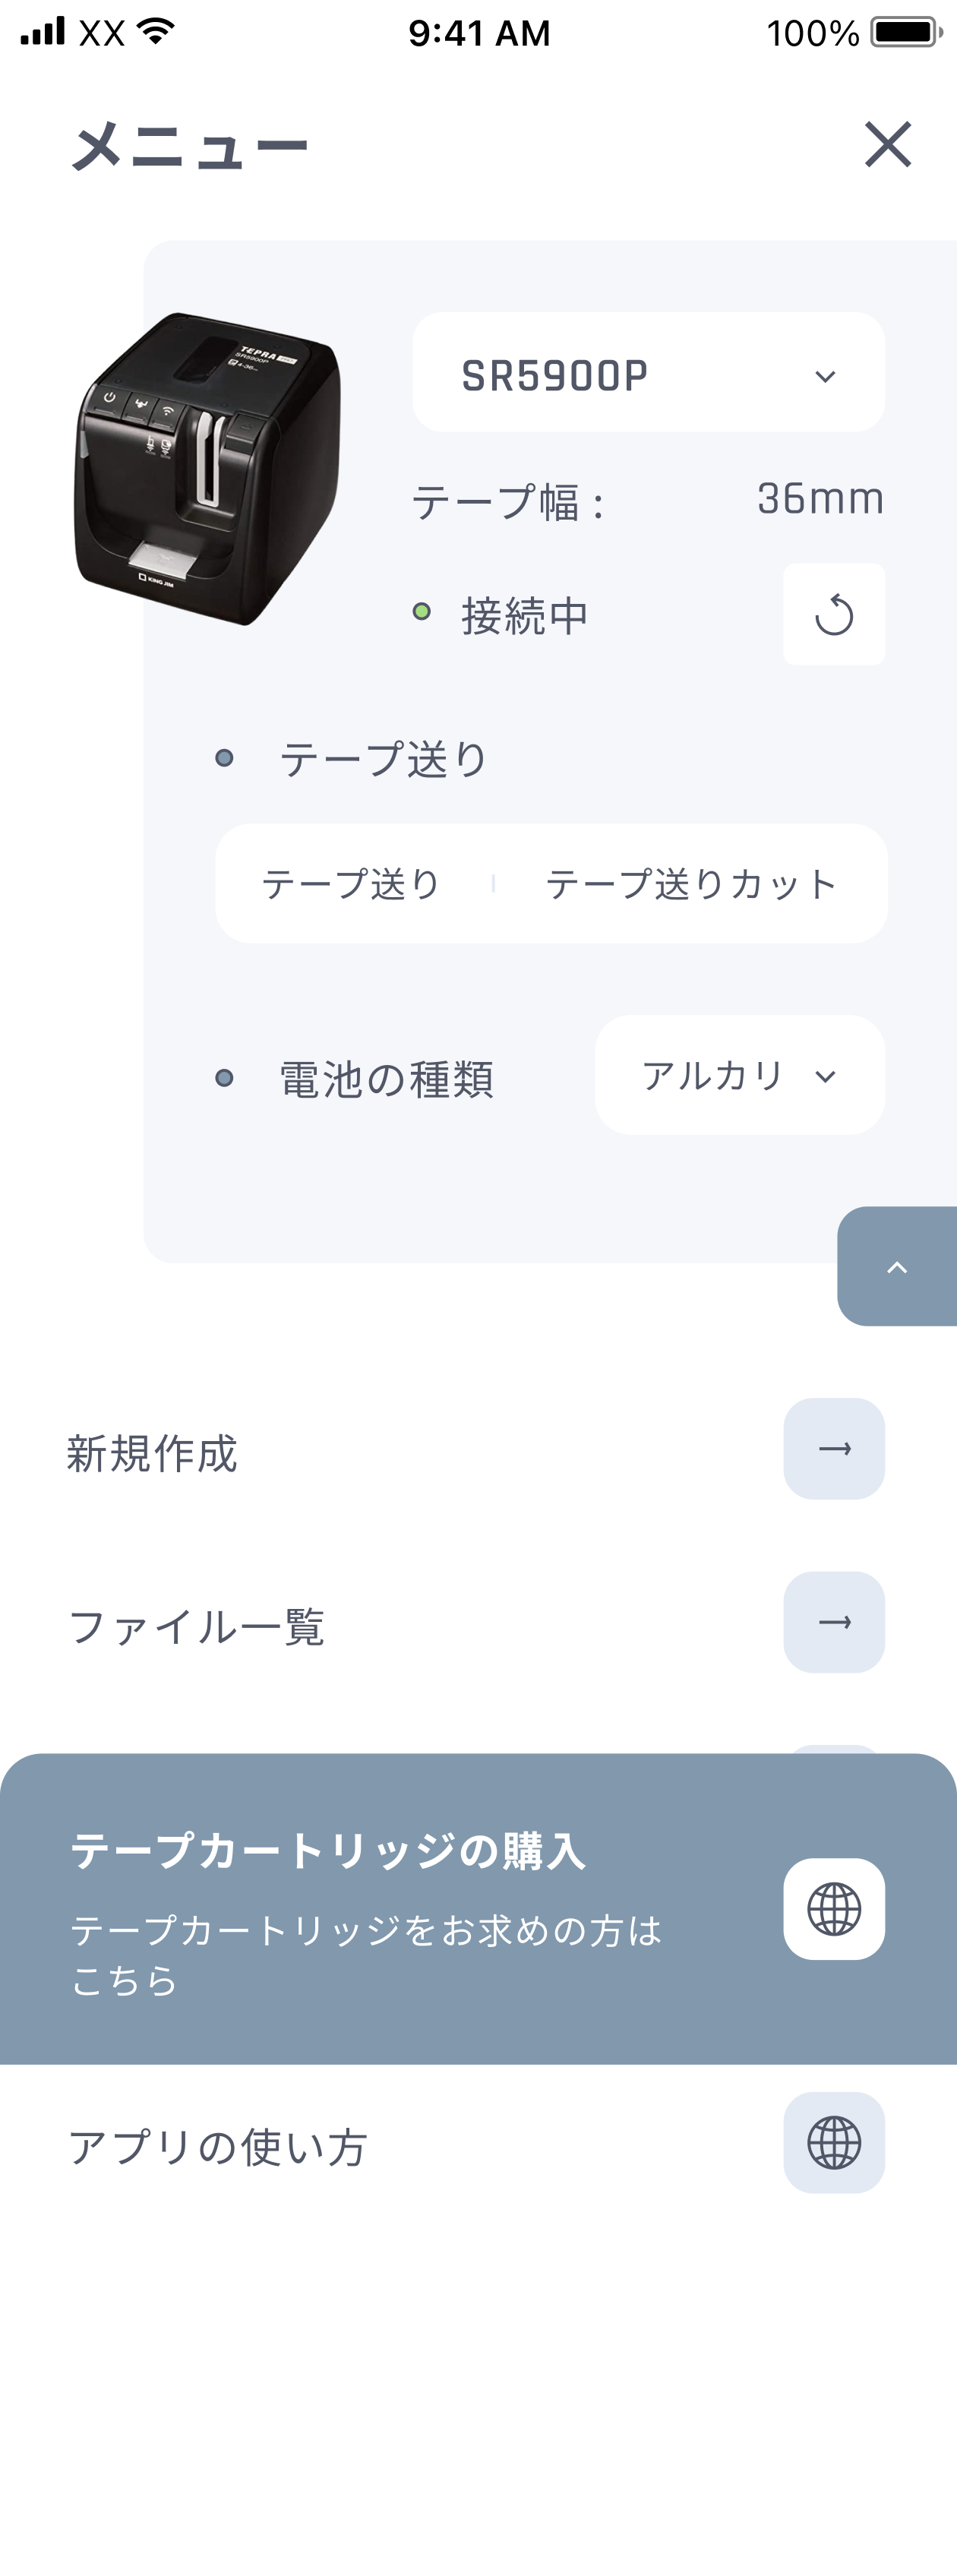 XX 9:41 AM 100%
メニュー
TEPRA PRO
SR5900P
SR5900P
テープ幅 : 36mm
KING JIM
接続中
テープ送り
テープ送り テープ送りカット
電池の種類 アルカリ
新規作成
ファイル一覧
テープカートリッジの購入
テープカートリッジをお求めの方は
こちら
アプリの使い方